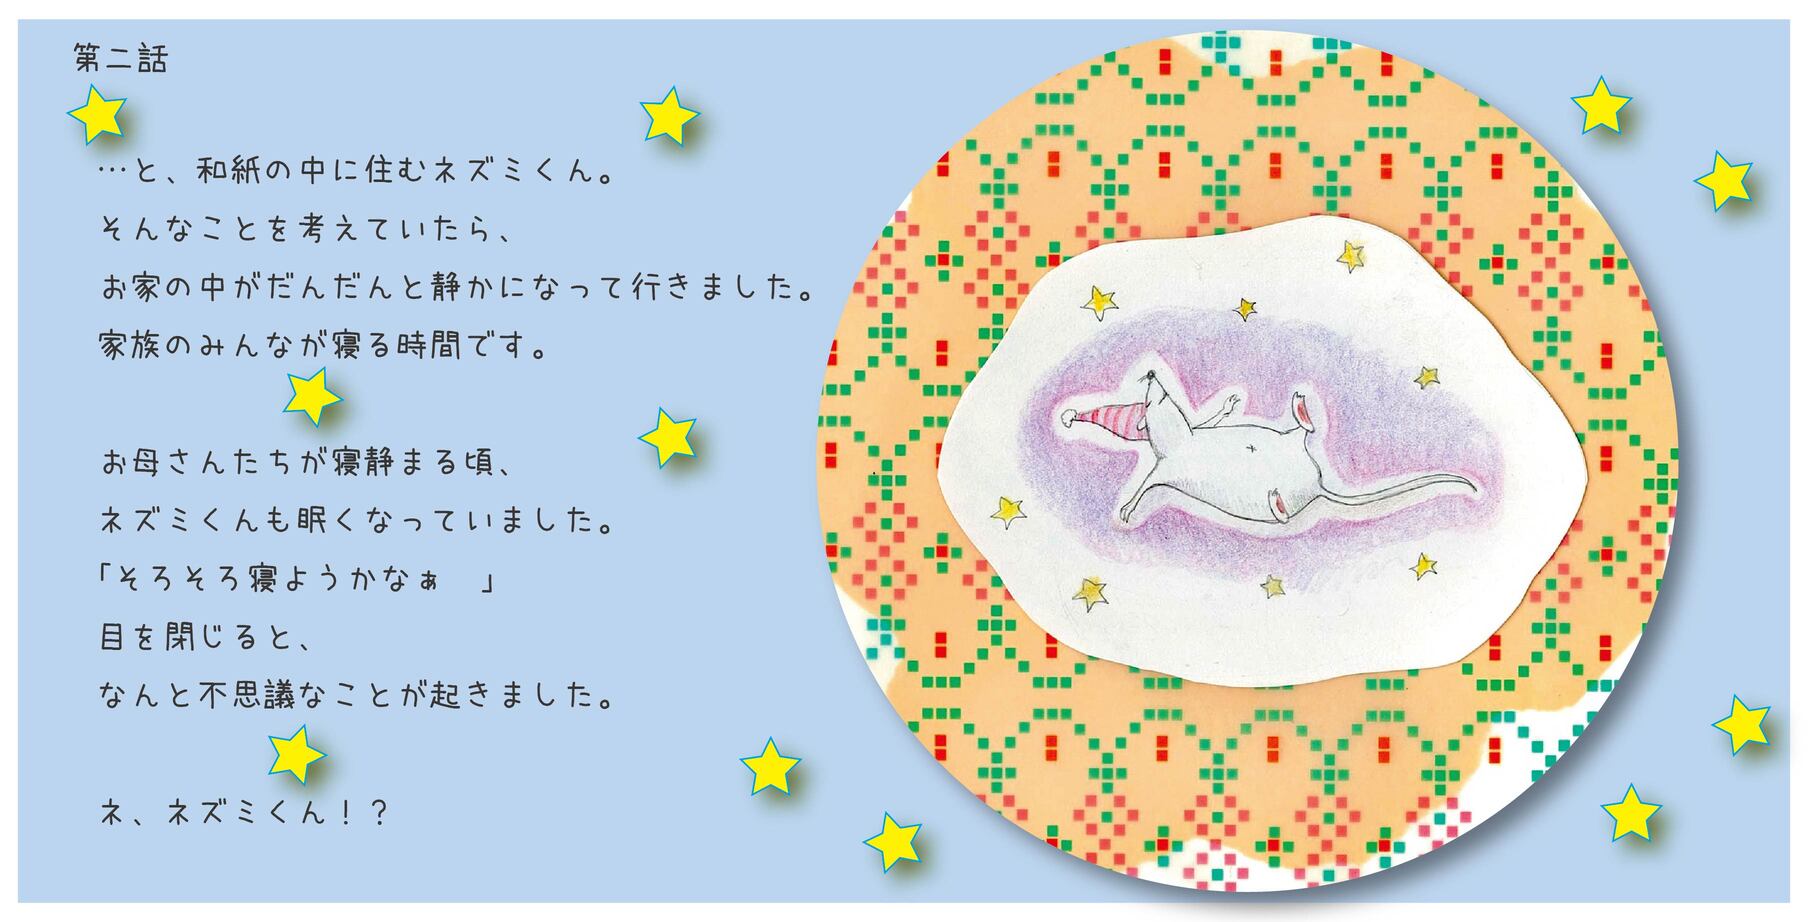 第二話
…と、和紙の中に住むネズミくん。
そんなことを考えていたら、
お家の中がだんだんと静かになって行きました。
家族のみんなが寝る時間です。
お母さんたちが寝静まる頃、
ネズミくんも眠くなっていました。
「そろそろ寝ようかなぁ　」
目を閉じると、
なんと不思議なことが起きました。
ネ、ネズミくん！？